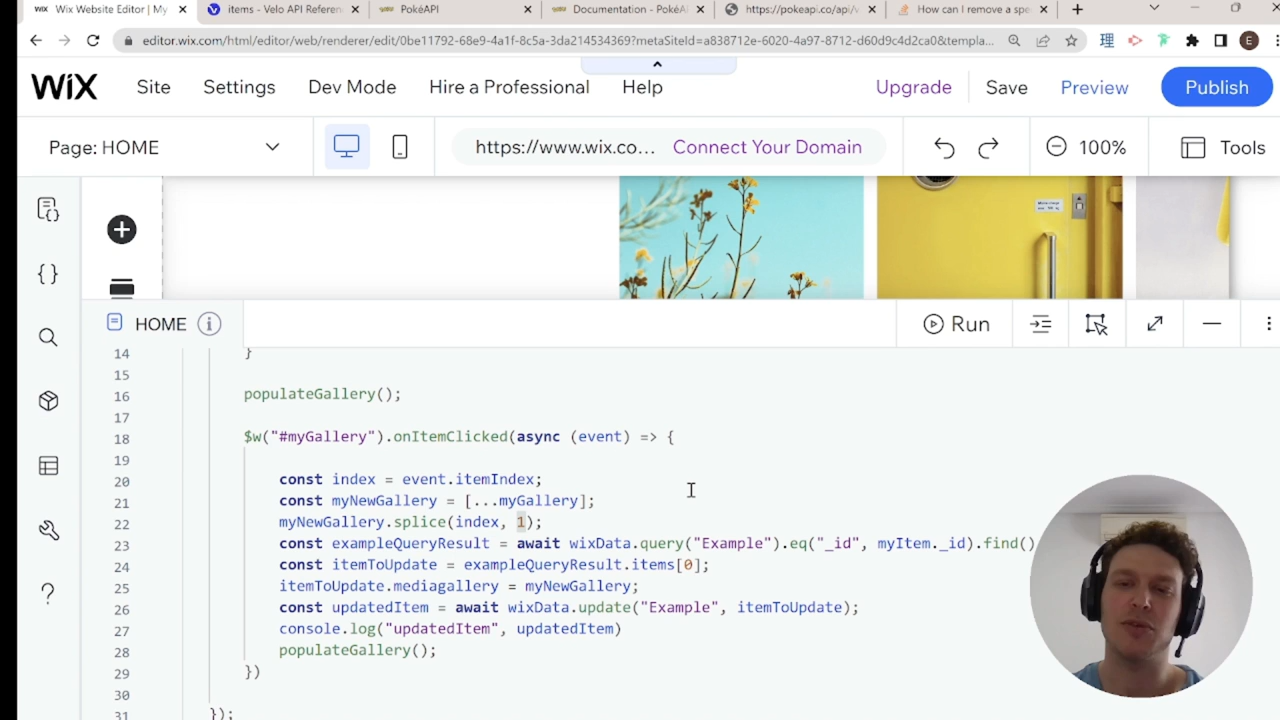 WiX Wix Website Editor | My
items - Velo API Referen
PokéAPI
Documentation - PokéAl
https://pokeapi.co/api/v
How can I remove a spe
editor.wix.com/html/editor/web/renderer/edit/0be11792-68e9-4a1f-8c5a-3da214534369?metaSiteId=a838712e-6020-4a97-8712-d60d9c4d2ca0&templa...
理
E
WiX
Site
Settings
Dev Mode
Hire a Professional
Help
Upgrade
Save
Preview
Publish
Page: HOME
https://www.wix.co...
Connect Your Domain
100%
Tools
HOME
Run
14 }
15
16 populateGallery();
17
18 $w("#myGallery").onItemClicked(async (event) => {
19
20 const index = event.itemIndex;
21 const myNewGallery = [...myGallery];
22 myNewGallery.splice(index, 1);
23 const exampleQueryResult = await wixData.query("Example").eq("_id", myItem._id).find()
24 const itemToUpdate = exampleQueryResult.items[0];
25 itemToUpdate.mediagallery = myNewGallery;
26 const updatedItem = await wixData.update("Example", itemToUpdate);
27 console.log("updatedItem", updatedItem)
28 populateGallery();
29 })
30
31 });